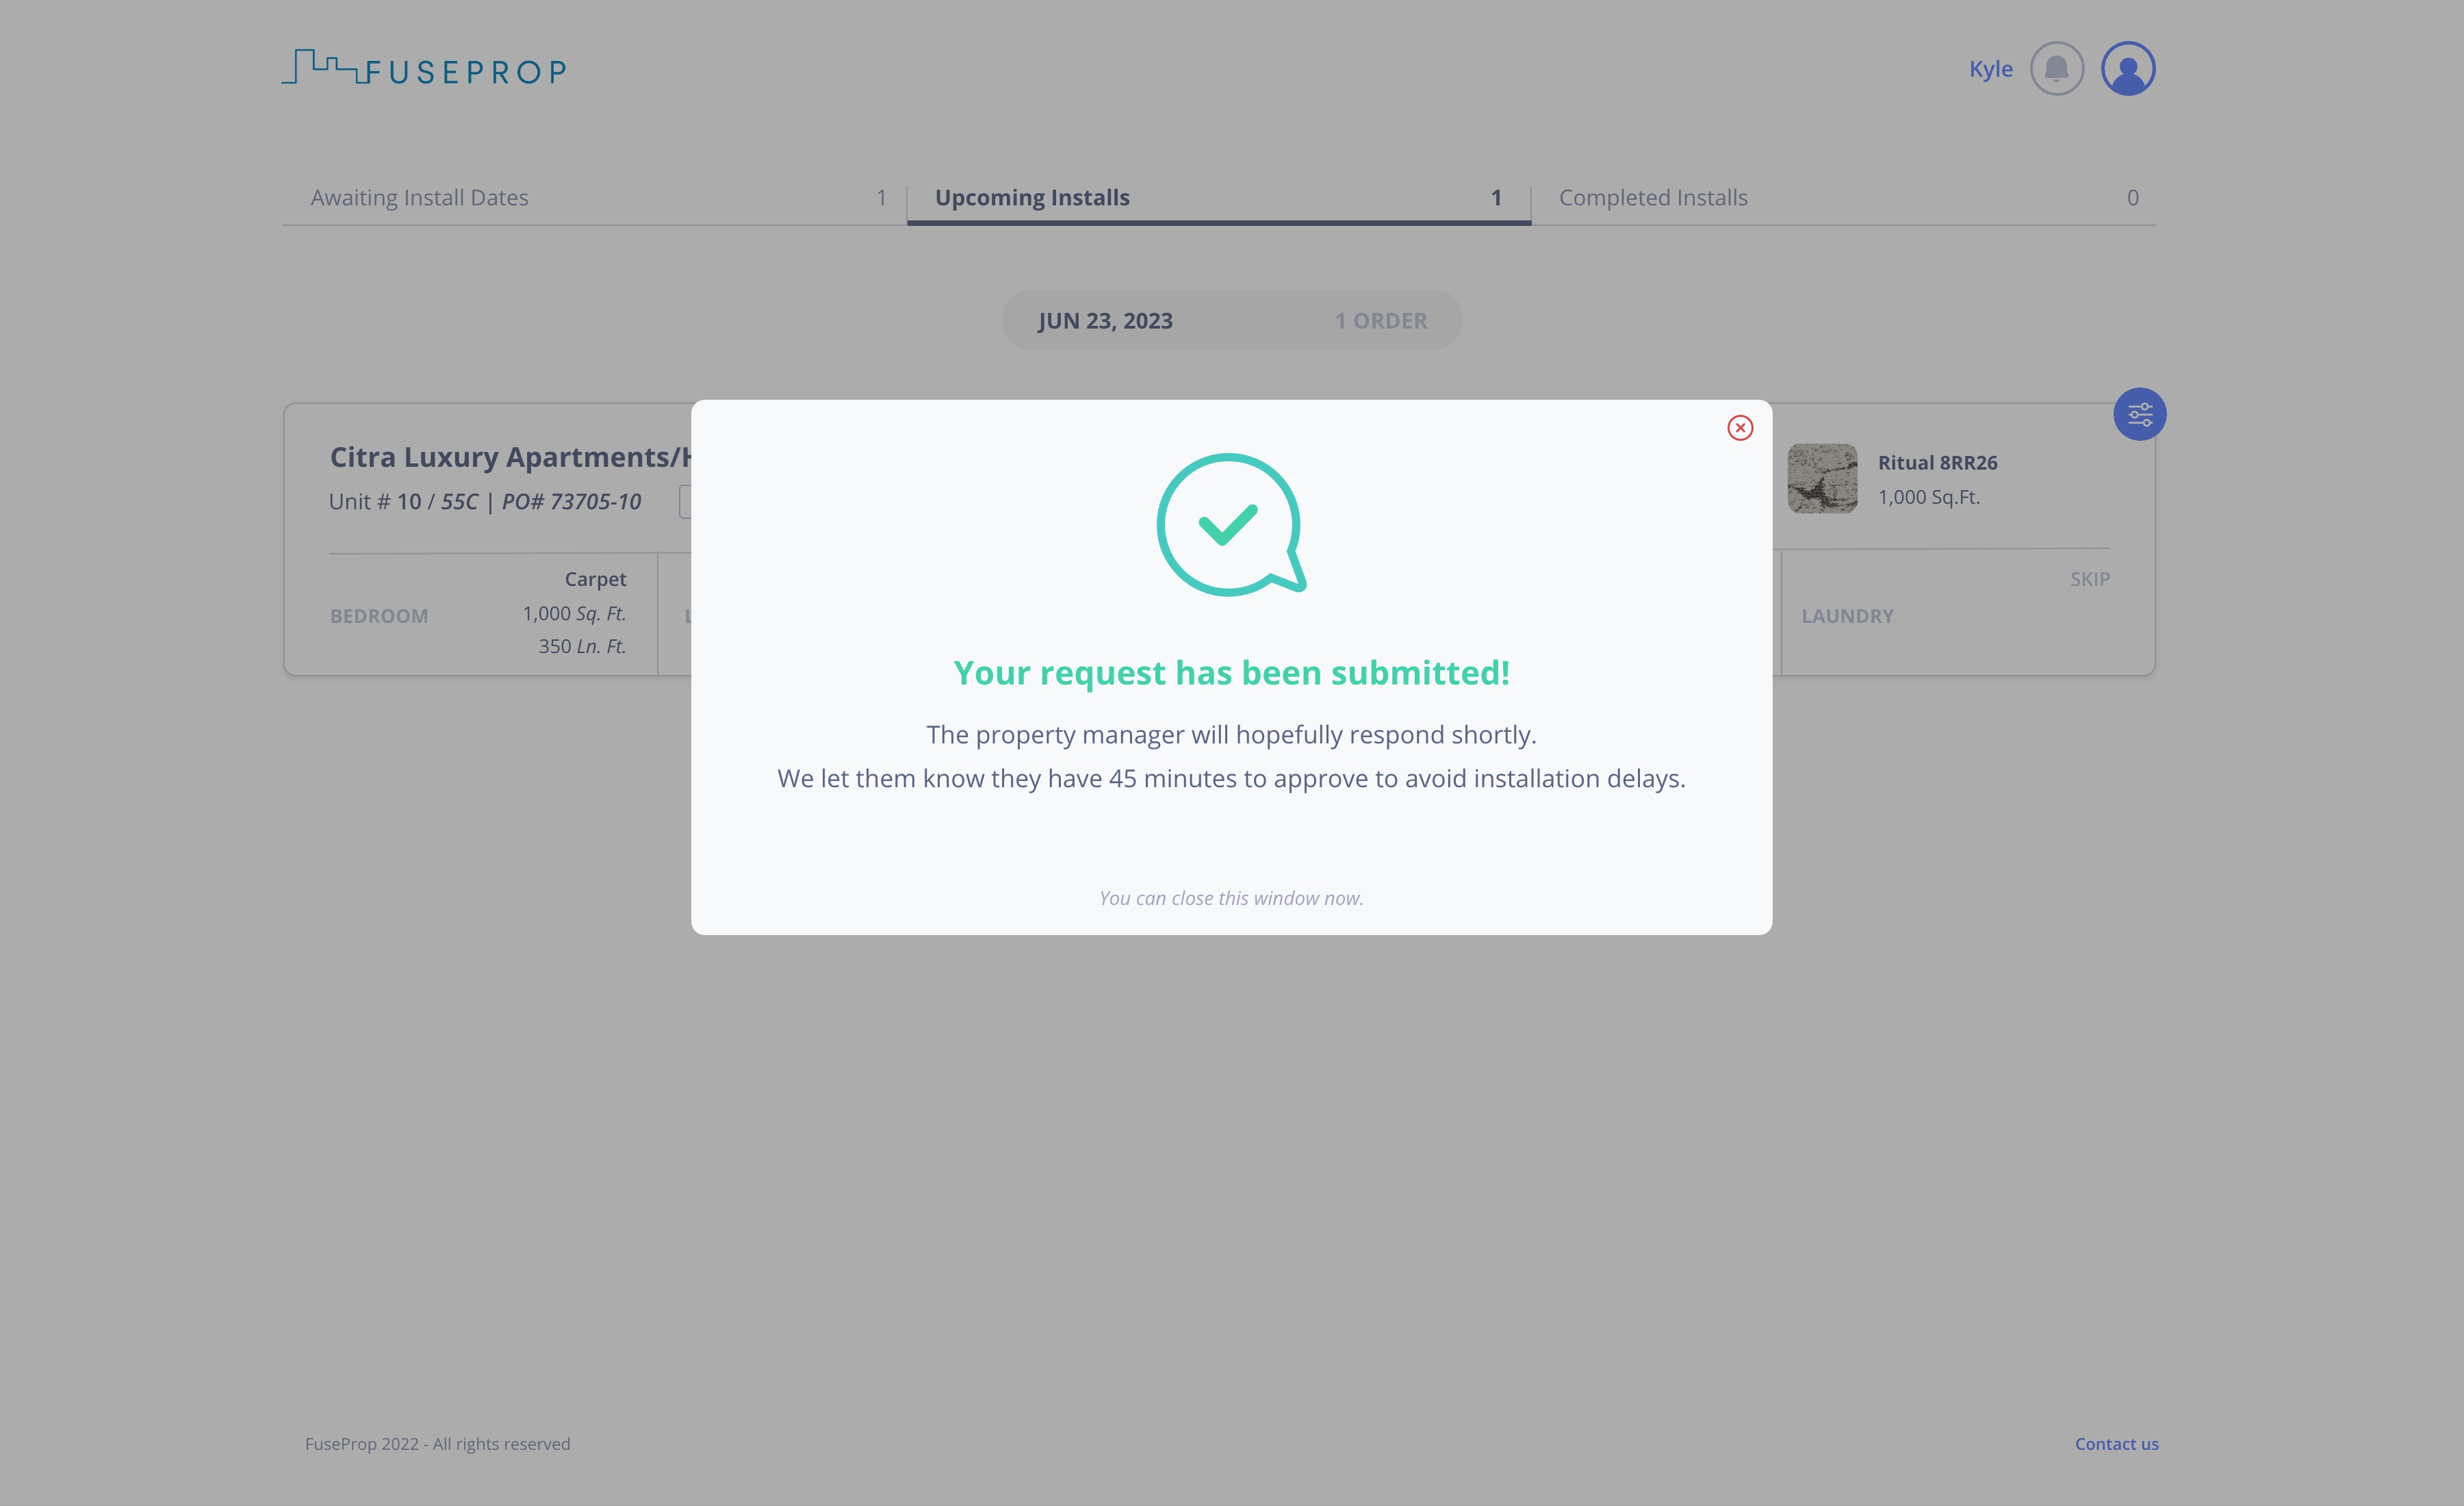 FUSEPROP
Kyle
Awaiting Install Dates 1
Upcoming Installs 1
Completed Installs 0
JUN 23, 2023 1 ORDER
Citra Luxury Apartments/
Unit # 10 / 55C | PO# 73705-10
Ritual 8RR26
1,000 Sq.Ft.
BEDROOM
Carpet
1,000 Sq. Ft.
350 Ln. Ft.
LAUNDRY
SKIP
Your request has been submitted!
The property manager will hopefully respond shortly.
We let them know they have 45 minutes to approve to avoid installation delays.
You can close this window now.
FuseProp 2022 - All rights reserved
Contact us